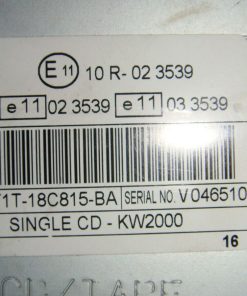 E 11 10 R - 02 3539
e 11 02 3539 e 11 03 3539
1T-18C815-BA SERIAL NO. V 046510
SINGLE CD - KW2000
16